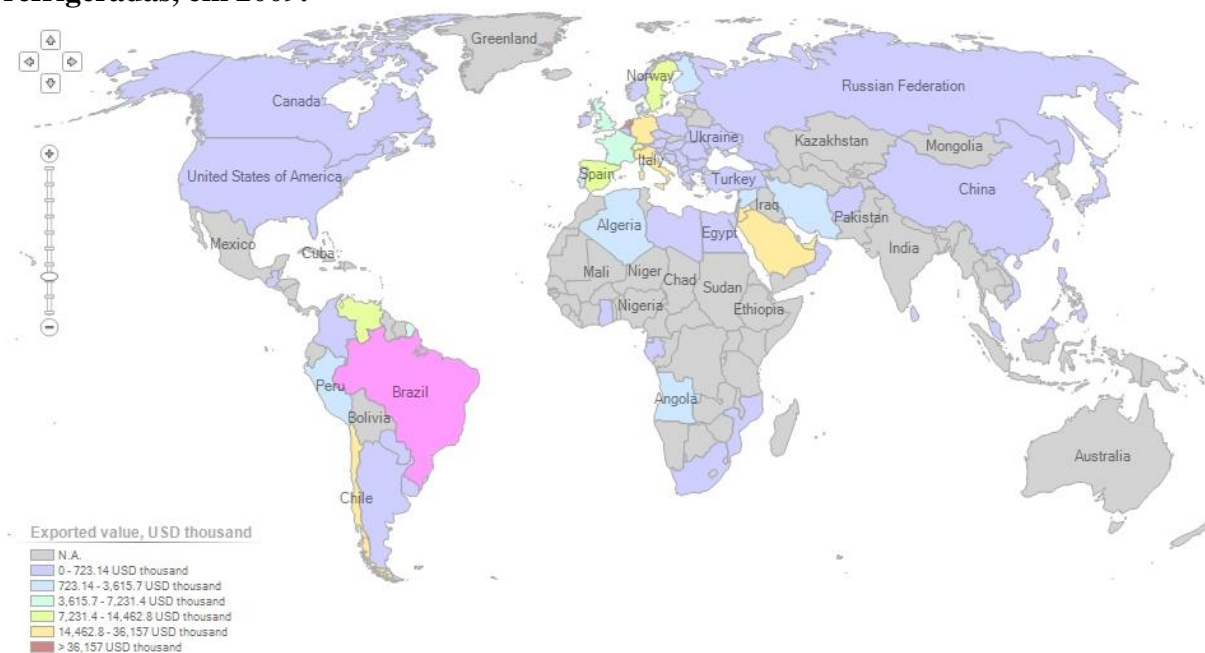 refrigeradas, em 2009.
Greenland
Norway
Canada
Russian Federation
Ukraine
Kazakhstan
Mongolia
Italy
United States of America
Spain
Turkey
China
Iraq
Pakistan
Algeria
Egypt
Mexico
India
Cuba
Mali
Niger
Chad
Sudan
Nigeria
Ethiopia
Peru
Brazil
Angola
Bolivia
Australia
Chile
Exported value, USD thousand
N.A.
0 - 723.14 USD thousand
723.14 - 3,615.7 USD thousand
3,615.7 - 7,231.4 USD thousand
7,231.4 - 14,462.8 USD thousand
14,462.8 - 36,157 USD thousand
> 36,157 USD thousand